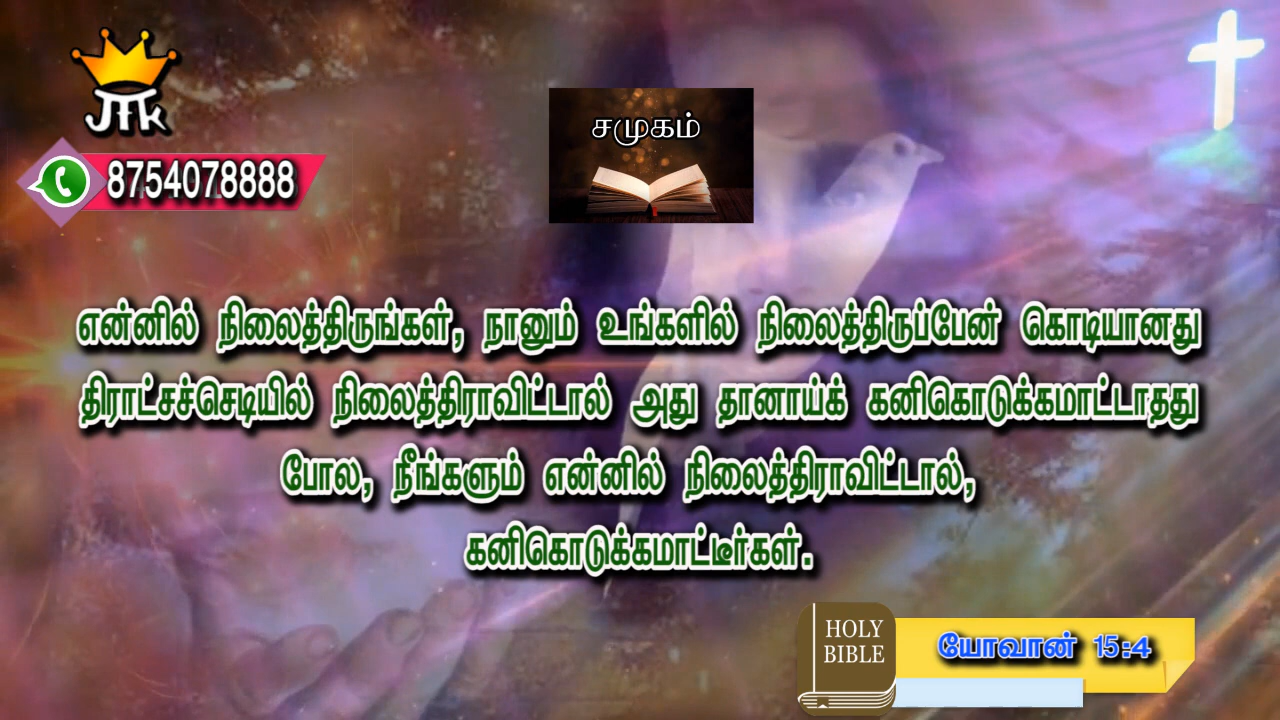 JTK
8754078888
சமுகம்
என்னில் நிலைத்திருங்கள், நானும் உங்களில் நிலைத்திருப்பேன் கொடியானது
திராட்சச்செடியில் நிலைத்திராவிட்டால் அது தானாய்க் கனிகொடுக்கமாட்டாதது
போல, நீங்களும் என்னில் நிலைத்திராவிட்டால்,
கனிகொடுக்கமாட்டீர்கள்.
HOLY
BIBLE
யோவான் 15:4